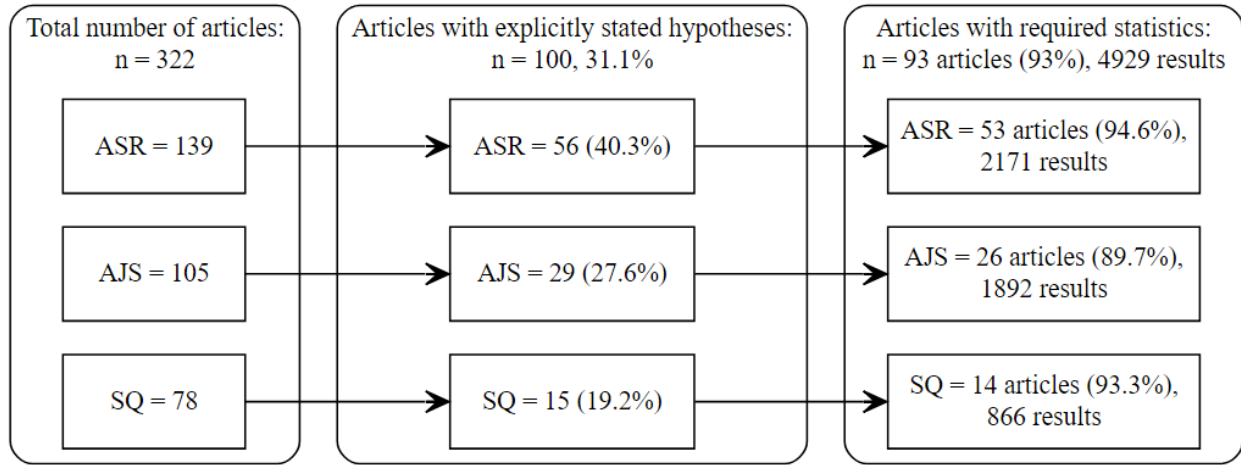 Total number of articles:
n = 322
ASR = 139
AJS = 105
SQ = 78
Articles with explicitly stated hypotheses:
n = 100, 31.1%
ASR = 56 (40.3%)
AJS = 29 (27.6%)
SQ = 15 (19.2%)
Articles with required statistics:
n = 93 articles (93%), 4929 results
ASR = 53 articles (94.6%),
2171 results
AJS = 26 articles (89.7%),
1892 results
SQ = 14 articles (93.3%),
866 results